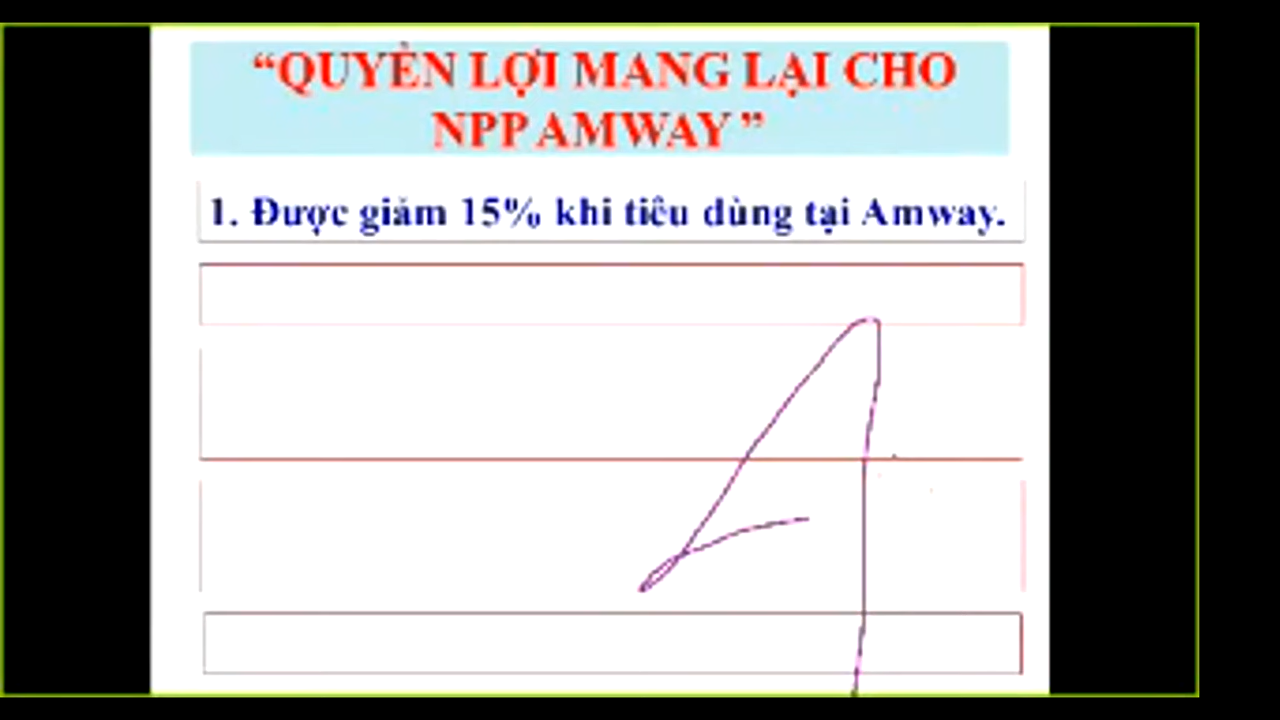 “QUYỀN LỢI MANG LẠI CHO
NPP AMWAY ”
1. Được giảm 15% khi tiêu dùng tại Amway.